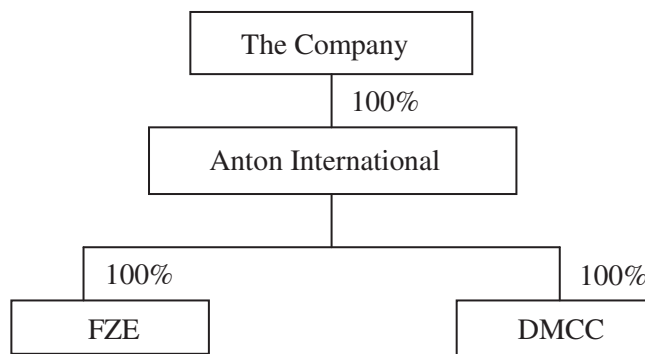 The Company
100%
Anton International
100%
100%
FZE
DMCC